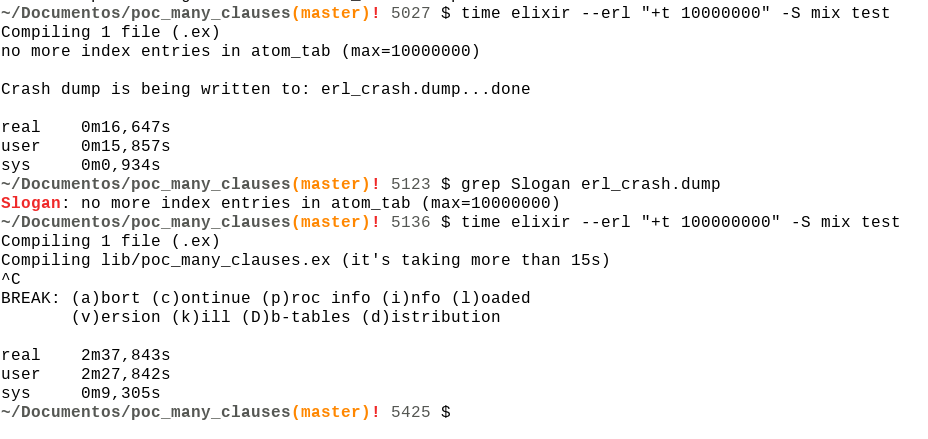 ~/Documentos/poc_many_clauses(master)! 5027 $ time elixir --erl "+t 10000000" -S mix test
Compiling 1 file (.ex)
no more index entries in atom_tab (max=10000000)
Crash dump is being written to: erl_crash.dump...done
real    0m16,647s
user    0m15,857s
sys     0m0,934s
~/Documentos/poc_many_clauses(master)! 5123 $ grep Slogan erl_crash.dump
Slogan: no more index entries in atom_tab (max=10000000)
~/Documentos/poc_many_clauses(master)! 5136 $ time elixir --erl "+t 100000000" -S mix test
Compiling 1 file (.ex)
Compiling lib/poc_many_clauses.ex (it's taking more than 15s)
^C
BREAK: (a)bort (c)ontinue (p)roc info (i)nfo (l)oaded
       (v)ersion (k)ill (D)b-tables (d)istribution
real    2m37,843s
user    2m27,842s
sys     0m9,305s
~/Documentos/poc_many_clauses(master)! 5425 $